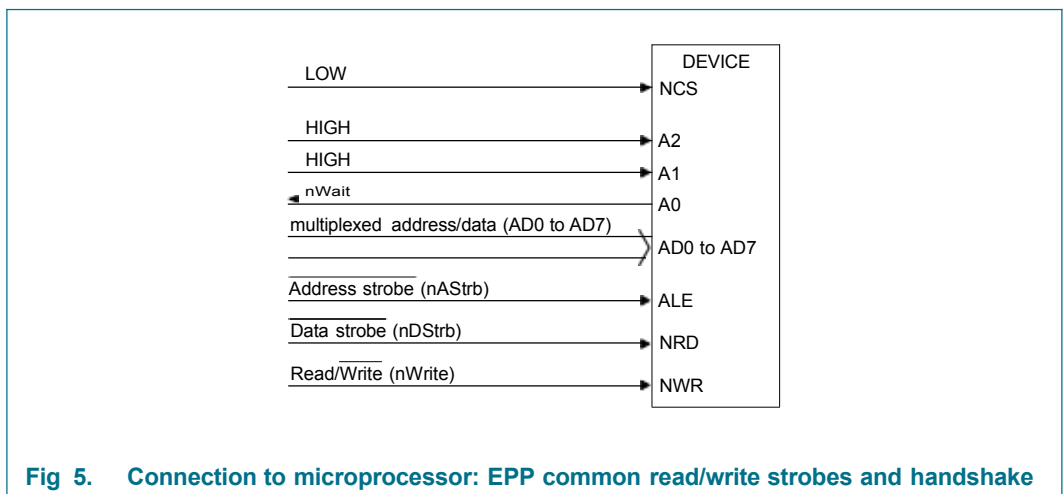 DEVICE
LOW
NCS
HIGH
A2
HIGH
A1
nWait
A0
multiplexed address/data (AD0 to AD7)
AD0 to AD7
Address strobe (nAStrb)
ALE
Data strobe (nDStrb)
NRD
Read/Write (nWrite)
NWR
Fig 5. Connection to microprocessor: EPP common read/write strobes and handshake